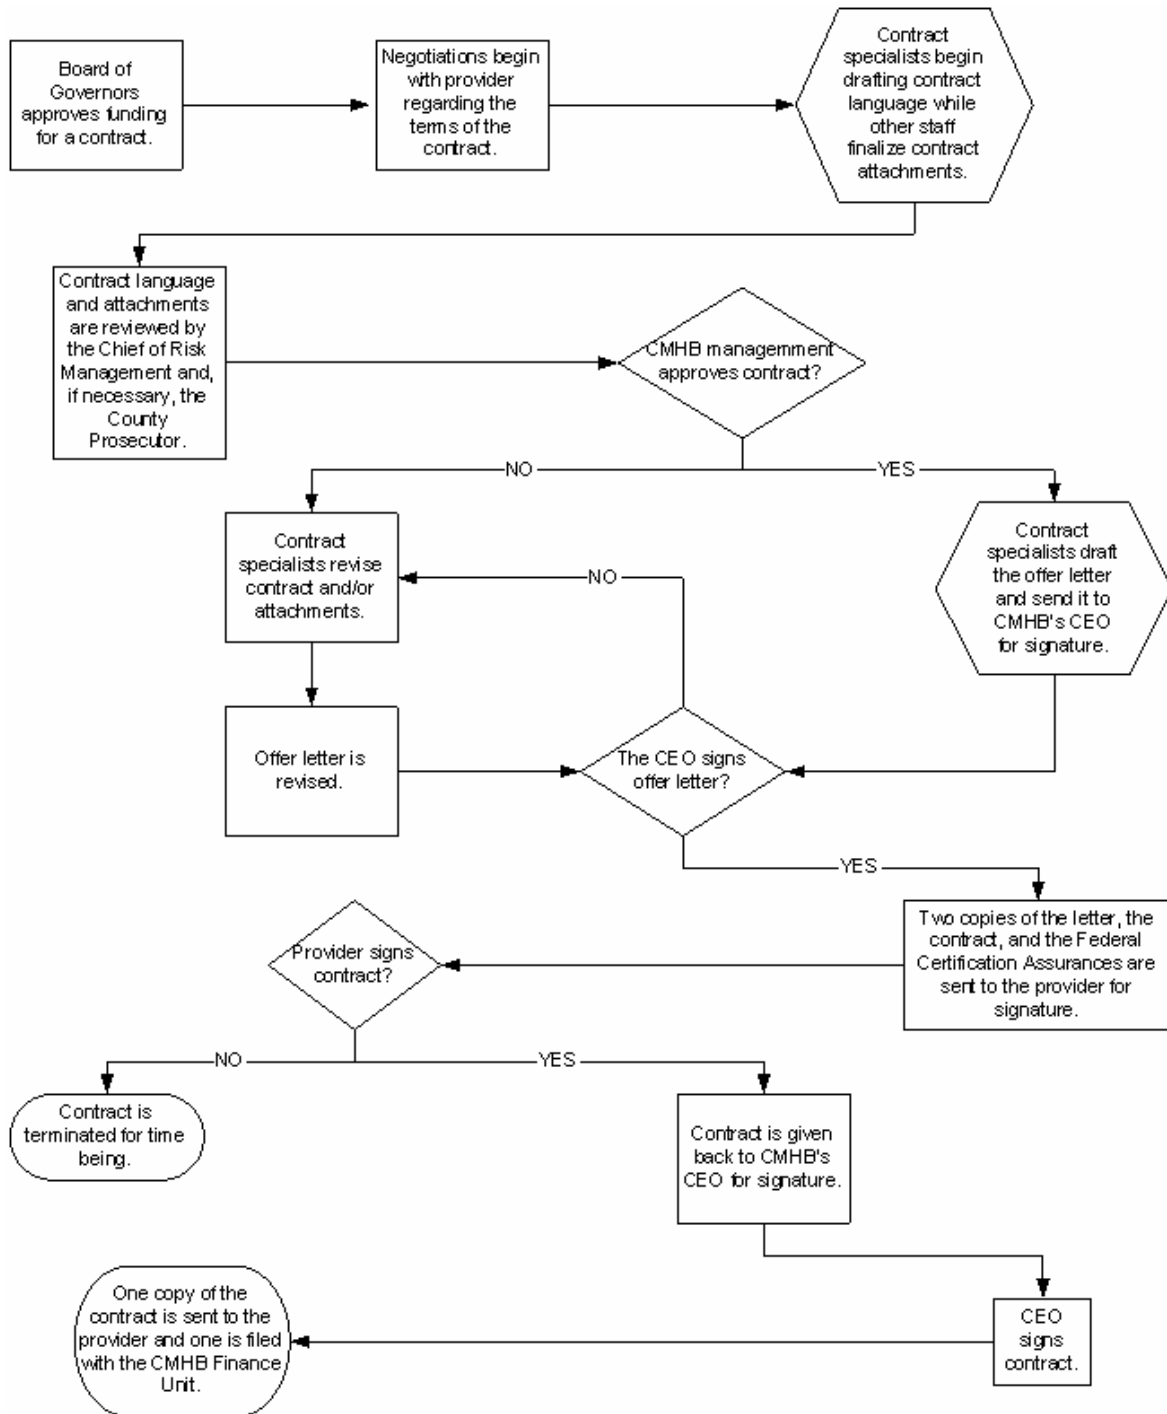 Board of
Governors
approves funding
for a contract.
Negotiations begin
with provider
regarding the
terms of the
contract.
Contract
specialists begin
drafting contract
language while
other staff
finalize contract
attachments.
Contract language
and attachments
are reviewed by
the Chief of Risk
Management and,
if necessary, the
County
Prosecutor.
CMHB managemment
approves contract?
NO
YES
Contract
specialists revise
contract and/or
attachments.
NO
Contract
specialists draft
the offer letter
and send it to
CMHB's CEO
for signature.
Offer letter is
revised.
The CEO signs
offer letter?
YES
Two copies of the letter, the
contract, and the Federal
Certification Assurances are
sent to the provider for
signature.
Provider signs
contract?
NO
YES
Contract is
terminated for time
being.
Contract is given
back to CMHB's
CEO for signature.
One copy of the
contract is sent to the
provider and one is filed
with the CMHB Finance
Unit.
CEO
signs
contract.